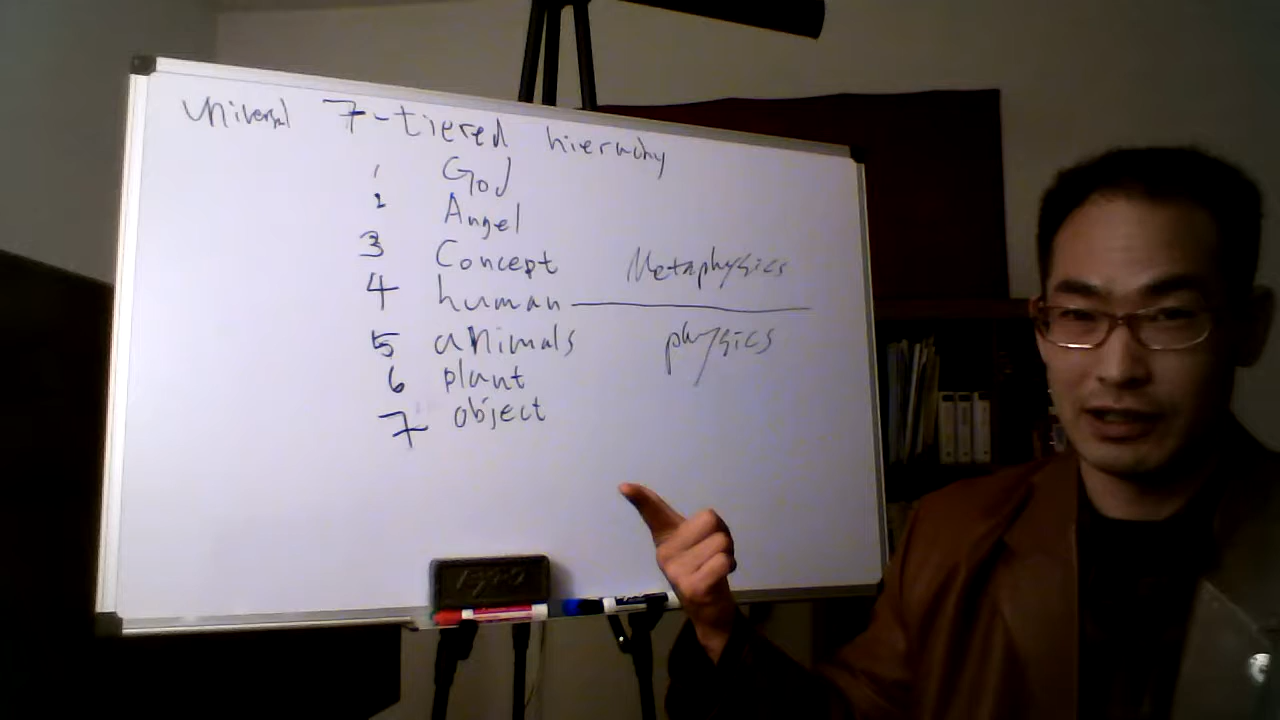 Universal 7-tiered hierachy
1 God
2 Angel
3 Concept
Metaphysics
4 human
5 animals
physics
6 plant
7 object